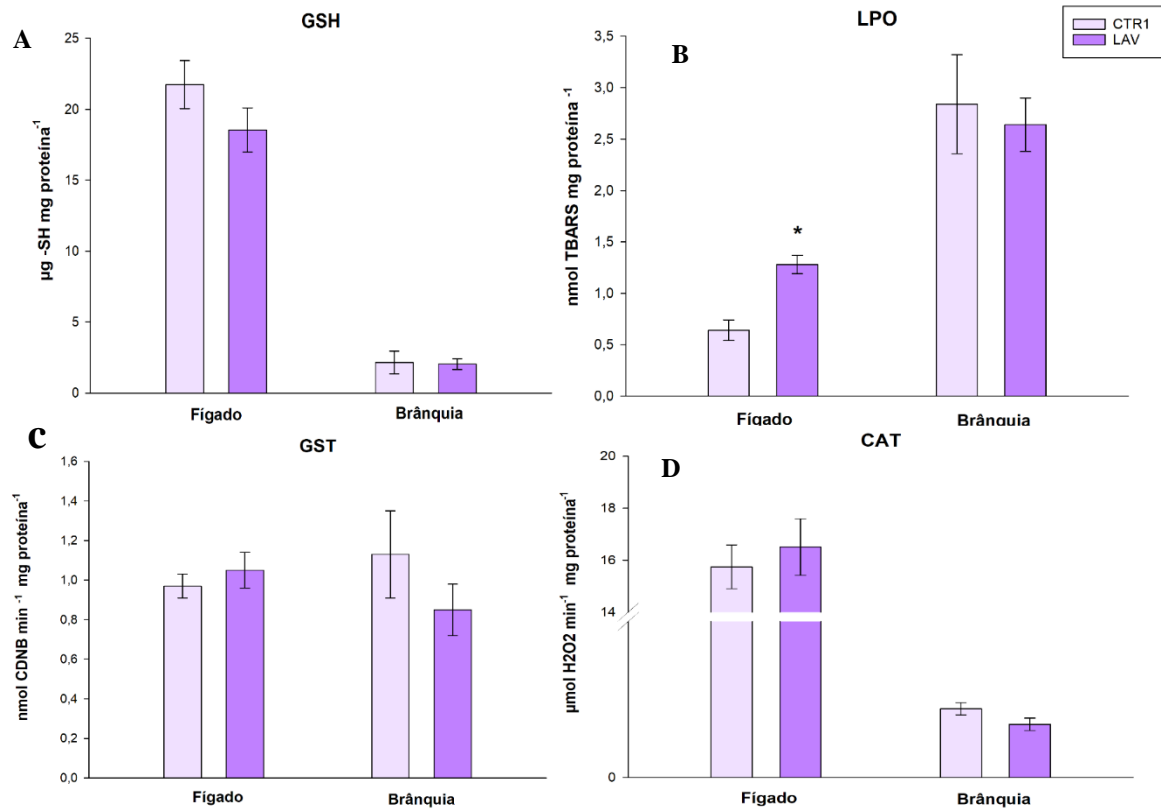 A
GSH
µg -SH mg proteína-1
25
20
15
10
5
0
Fígado
Brânquia
B
LPO
CTR1
LAV
nmol TBARS mg proteína -1
3,5
3,0
2,5
2,0
1,5
1,0
0,5
0,0
*
Fígado
Brânquia
C
GST
nmol CDNB min -1 mg proteína-1
1,6
1,4
1,2
1,0
0,8
0,6
0,4
0,2
0,0
Fígado
Brânquia
D
CAT
µmol H2O2 min-1 mg proteína-1
20
18
16
14
0
Fígado
Brânquia